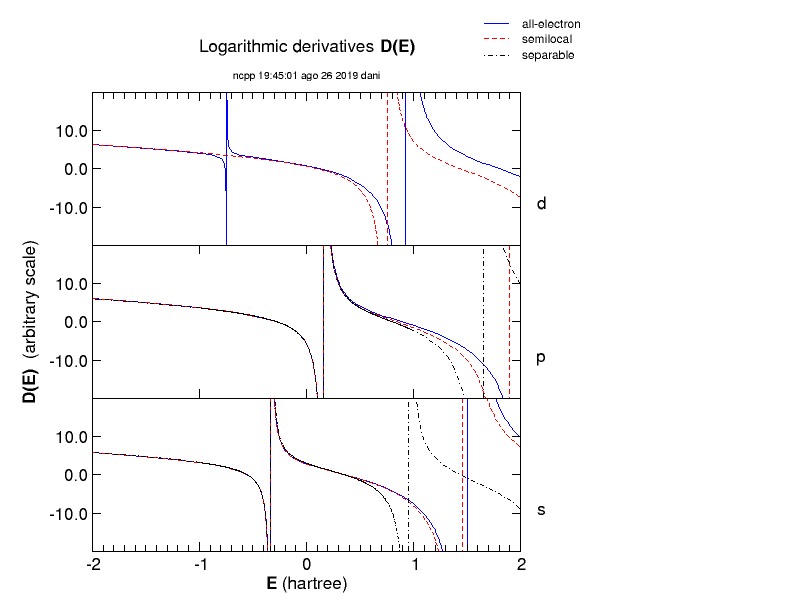 all-electron
semilocal
separable
Logarithmic derivatives D(E)
ncpp 19:45:01 ago 26 2019 dani
10.0
0.0
-10.0
d
10.0
0.0
-10.0
p
10.0
0.0
-10.0
s
D(E) (arbitrary scale)
-2 -1 0 1 2
E (hartree)